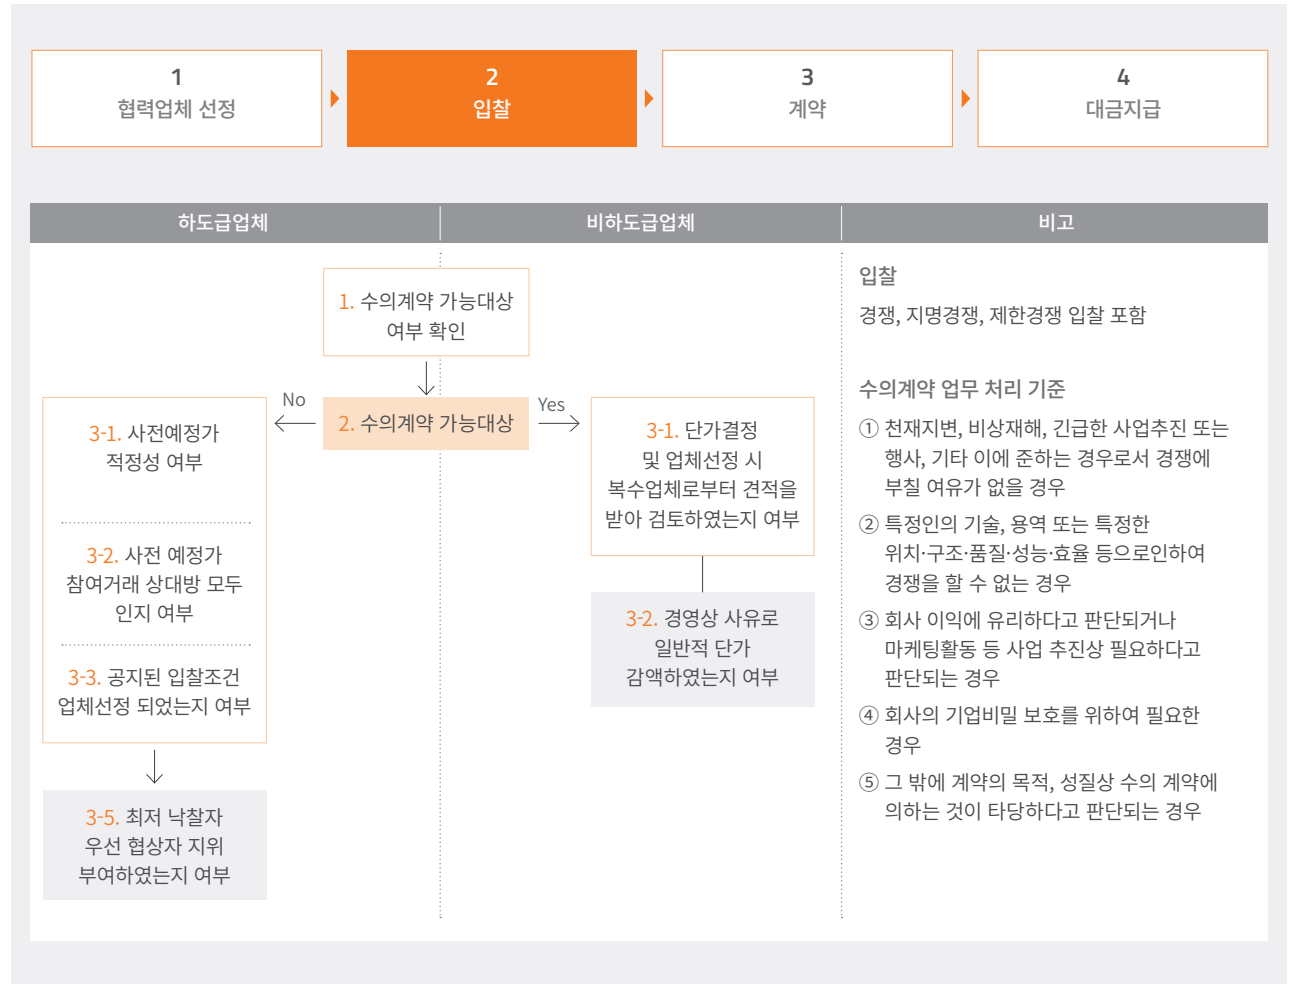 1
협력업체 선정
2
입찰
3
계약
4
대금지급
하도급업체
비하도급업체
비고
1. 수의계약 가능대상
여부 확인
No
2. 수의계약 가능대상
Yes
3-1. 사전예정가
적정성 여부
3-2. 사전 예정가
참여거래 상대방 모두
인지 여부
3-3. 공지된 입찰조건
업체선정 되었는지 여부
3-5. 최저 낙찰자
우선 협상자 지위
부여하였는지 여부
3-1. 단가결정
및 업체선정 시
복수업체로부터 견적을
받아 검토하였는지 여부
3-2. 경영상 사유로
일반적 단가
감액하였는지 여부
입찰
경쟁, 지명경쟁, 제한경쟁 입찰 포함
수의계약 업무 처리 기준
① 천재지변, 비상재해, 긴급한 사업추진 또는
행사, 기타 이에 준하는 경우로서 경쟁에
부칠 여유가 없을 경우
② 특정인의 기술, 용역 또는 특정한
위치·구조·품질·성능·효율 등으로인하여
경쟁을 할 수 없는 경우
③ 회사 이익에 유리하다고 판단되거나
마케팅활동 등 사업 추진상 필요하다고
판단되는 경우
④ 회사의 기업비밀 보호를 위하여 필요한
경우
⑤ 그 밖에 계약의 목적, 성질상 수의 계약에
의하는 것이 타당하다고 판단되는 경우